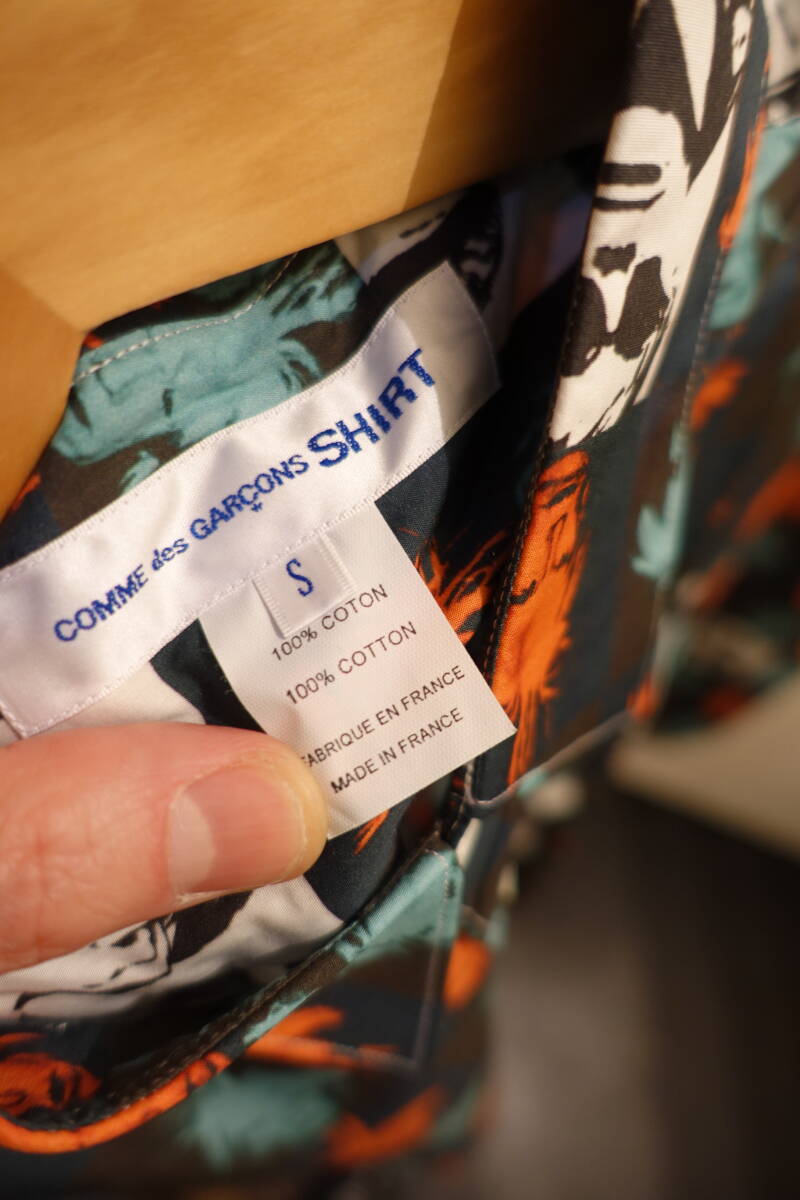 COMME des GARÇONS SHIRT
S
100% COTON
100% COTTON
FABRIQUE EN FRANCE
MADE IN FRANCE